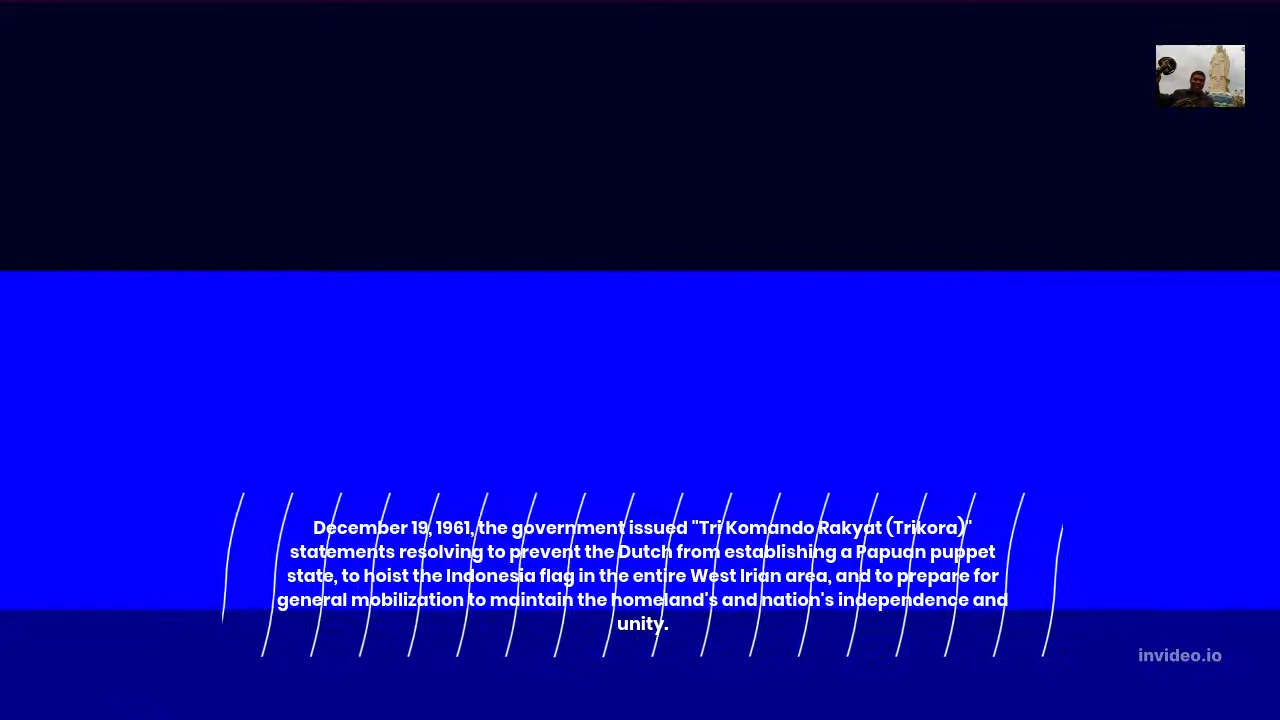 December 19, 1961, the government issued "Tri Komando Rakyat (Trikora)"
statements resolving to prevent the Dutch from establishing a Papuan puppet
state, to hoist the Indonesia flag in the entire West Irian area, and to prepare for
general mobilization to maintain the homeland's and nation's independence and
unity.
invideo.io